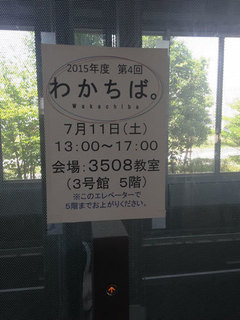 2015年度 第4回
わかちば。
Wakachiba
7月11日(土)
13:00～17:00
会場:3508教室
(3号館 5階)
※このエレベーターで
5階までお上がりください。